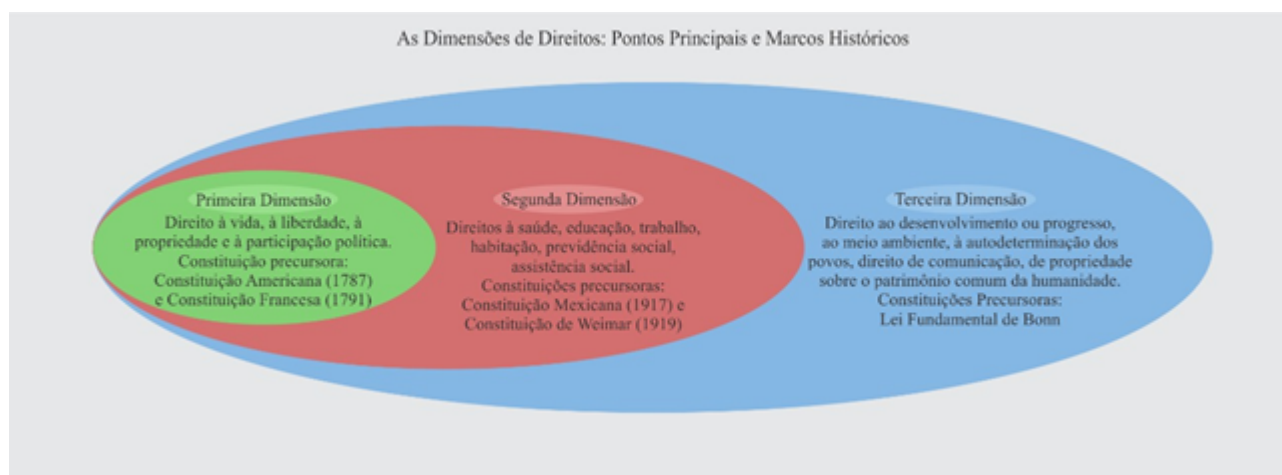 As Dimensões de Direitos: Pontos Principais e Marcos Históricos
Primeira Dimensão
Direito à vida, à liberdade, à
propriedade e à participação política.
Constituição precursora:
Constituição Americana (1787)
e Constituição Francesa (1791)
Segunda Dimensão
Direitos à saúde, educação, trabalho,
habitação, previdência social,
assistência social.
Constituições precursoras:
Constituição Mexicana (1917) e
Constituição de Weimar (1919)
Terceira Dimensão
Direito ao desenvolvimento ou progresso,
ao meio ambiente, à autodeterminação dos
povos, direito de comunicação, de propriedade
sobre o patrimônio comum da humanidade.
Constituições Precursoras:
Lei Fundamental de Bonn